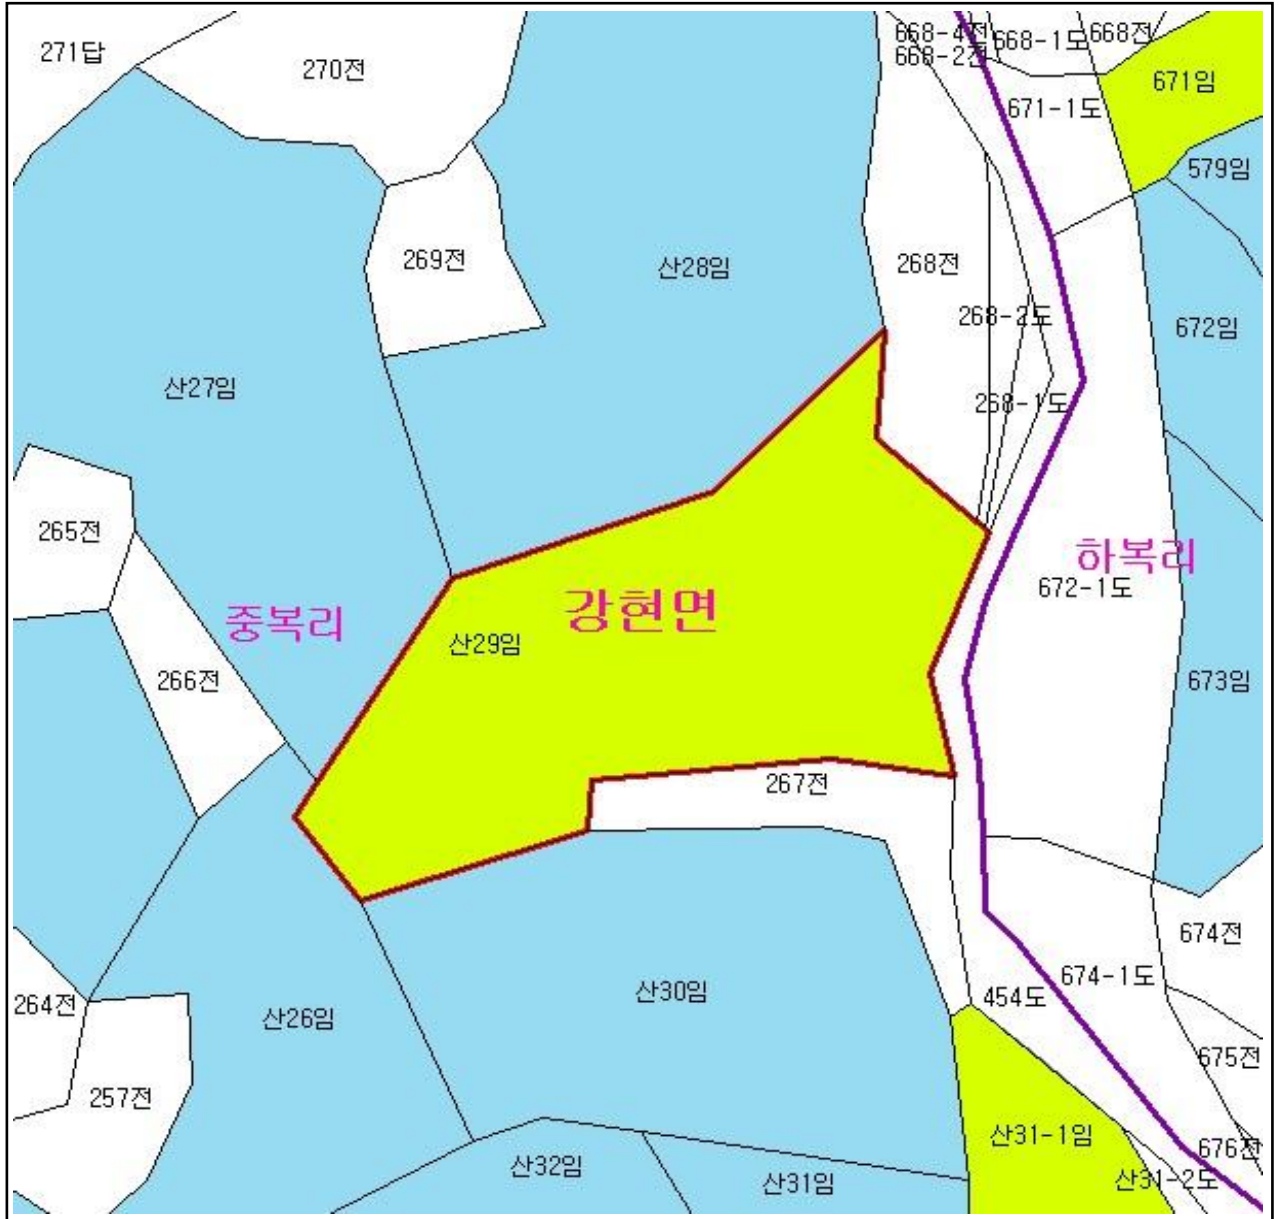 668-4전
668-1도
668전
271답
668-2전
270전
671임
671-1도
579임
269전
산28임
268전
268-2도
672임
산27임
268-1도
265전
하복리
672-1도
강현면
중복리
산29임
266전
673임
267전
674전
674-1도
산30임
454도
264전
산26임
675전
257전
산31-1임
676전
산32임
산31임
산31-2도